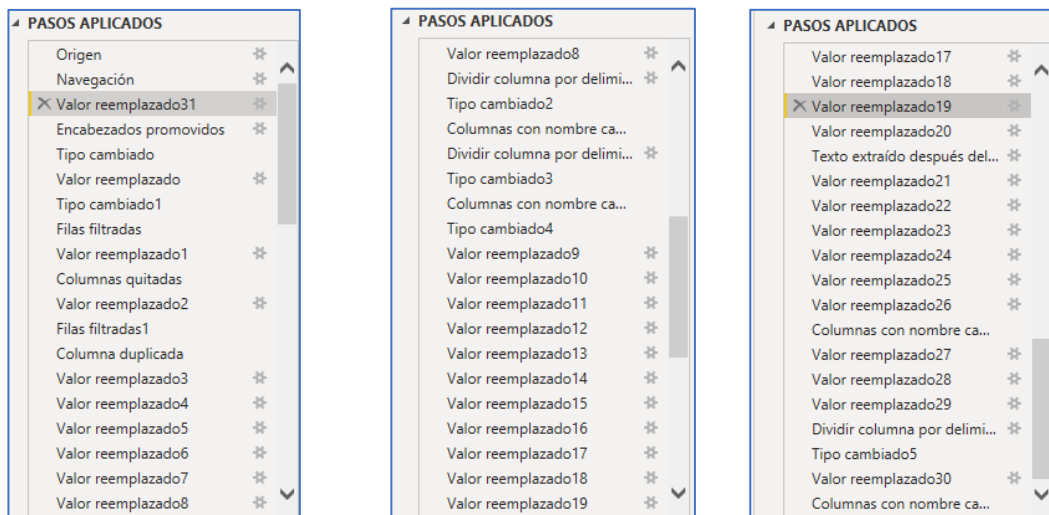 PASOS APLICADOS
Origen
Navegación
Valor reemplazado31
Encabezados promovidos
Tipo cambiado
Valor reemplazado
Tipo cambiado1
Filas filtradas
Valor reemplazado1
Columnas quitadas
Valor reemplazado2
Filas filtradas1
Columna duplicada
Valor reemplazado3
Valor reemplazado4
Valor reemplazado5
Valor reemplazado6
Valor reemplazado7
Valor reemplazado8
PASOS APLICADOS
Valor reemplazado8
Dividir columna por delimi...
Tipo cambiado2
Columnas con nombre ca...
Dividir columna por delimi...
Tipo cambiado3
Columnas con nombre ca...
Tipo cambiado4
Valor reemplazado9
Valor reemplazado10
Valor reemplazado11
Valor reemplazado12
Valor reemplazado13
Valor reemplazado14
Valor reemplazado15
Valor reemplazado16
Valor reemplazado17
Valor reemplazado18
Valor reemplazado19
PASOS APLICADOS
Valor reemplazado17
Valor reemplazado18
Valor reemplazado19
Valor reemplazado20
Texto extraído después del...
Valor reemplazado21
Valor reemplazado22
Valor reemplazado23
Valor reemplazado24
Valor reemplazado25
Valor reemplazado26
Columnas con nombre ca...
Valor reemplazado27
Valor reemplazado28
Valor reemplazado29
Dividir columna por delimi...
Tipo cambiado5
Valor reemplazado30
Columnas con nombre ca...